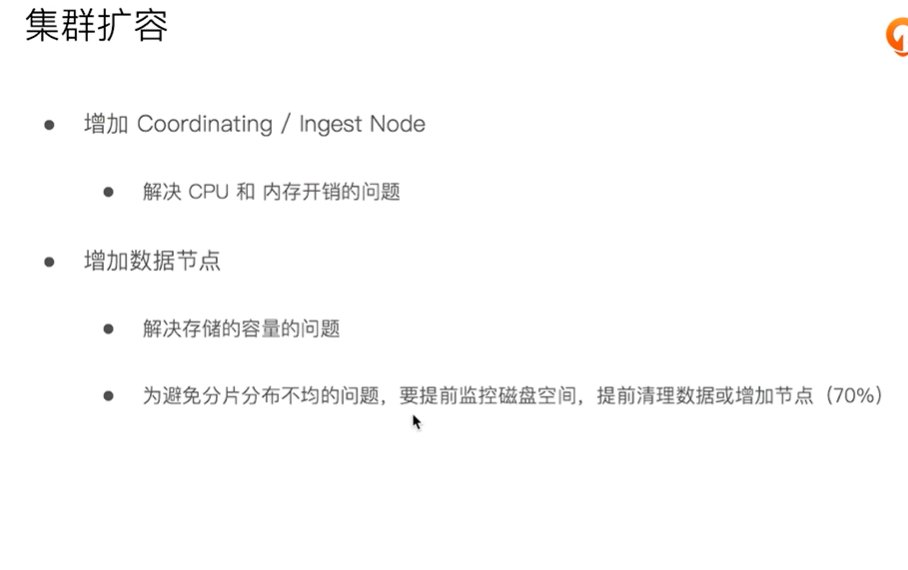 集群扩容
增加 Coordinating / Ingest Node
解决 CPU 和 内存开销的问题
增加数据节点
解决存储的容量的问题
为避免分片分布不均的问题，要提前监控磁盘空间，提前清理数据或增加节点（70%）